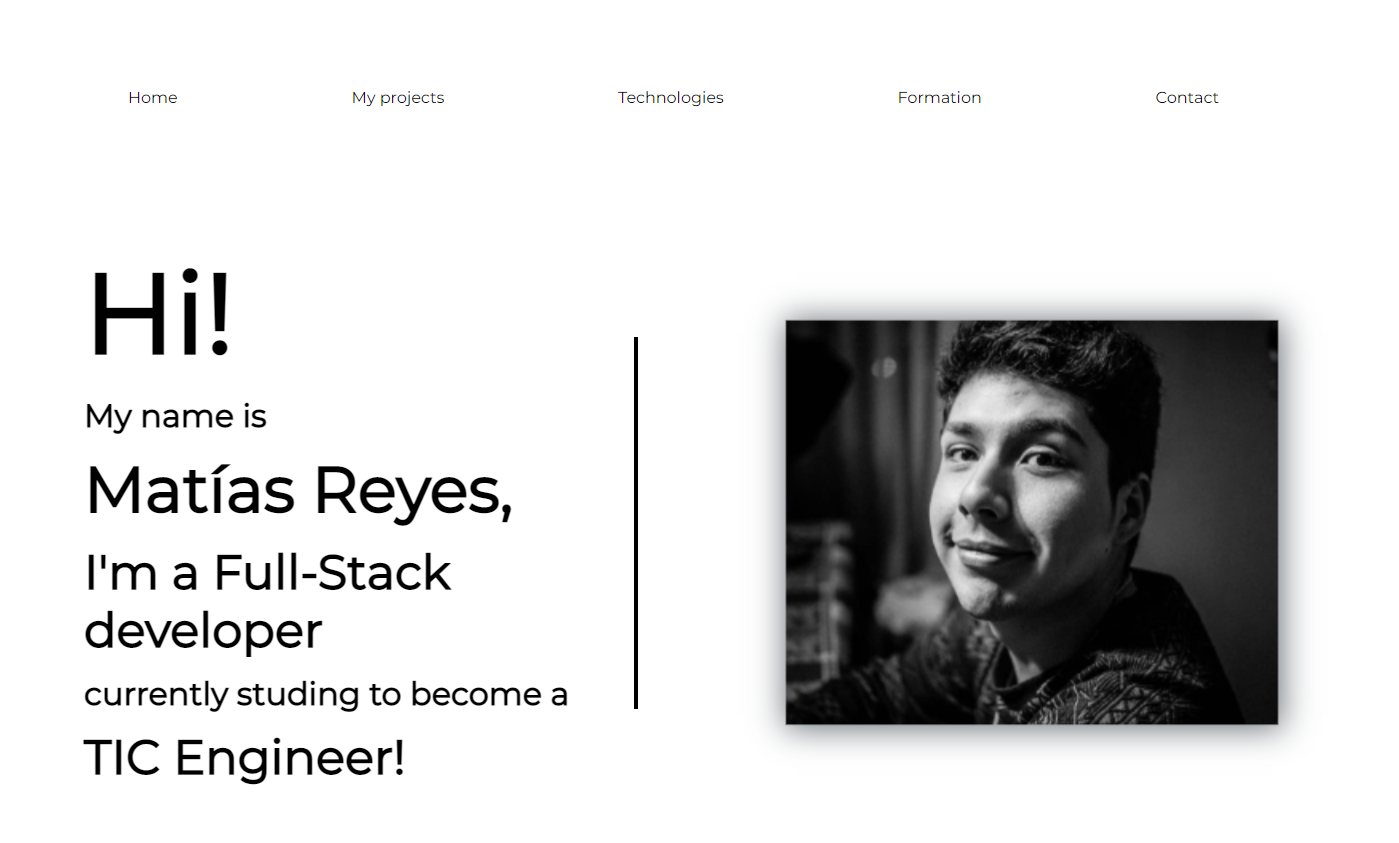 Home My projects Technologies Formation Contact
Hi!
My name is
Matías Reyes,
I'm a Full-Stack
developer
currently studing to become a
TIC Engineer!